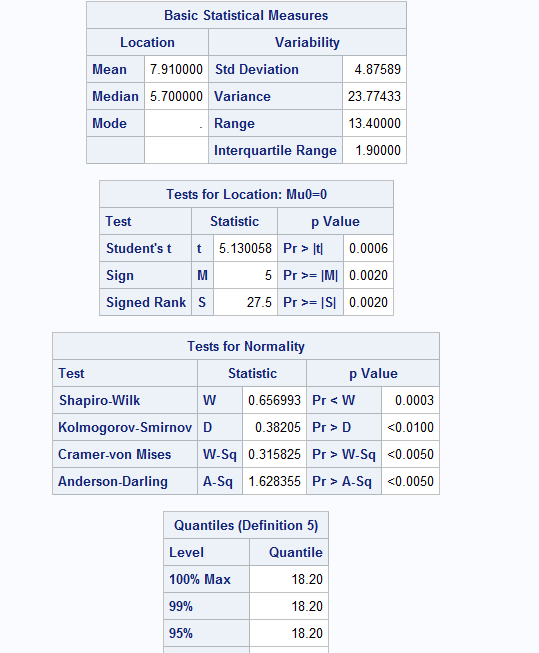 Basic Statistical Measures
Location Variability
Mean 7.910000 Std Deviation 4.87589
Median 5.700000 Variance 23.77433
Mode . Range 13.40000
Interquartile Range 1.90000
Tests for Location: Mu0=0
Test Statistic p Value
Student's t t 5.130058 Pr > |t| 0.0006
Sign M 5 Pr >= |M| 0.0020
Signed Rank S 27.5 Pr >= |S| 0.0020
Tests for Normality
Test Statistic p Value
Shapiro-Wilk W 0.656993 Pr < W 0.0003
Kolmogorov-Smirnov D 0.38205 Pr > D <0.0100
Cramer-von Mises W-Sq 0.315825 Pr > W-Sq <0.0050
Anderson-Darling A-Sq 1.628355 Pr > A-Sq <0.0050
Quantiles (Definition 5)
Level Quantile
100% Max 18.20
99% 18.20
95% 18.20